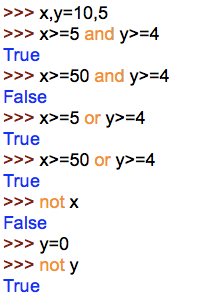 >>> x,y=10,5
>>> x>=5 and y>=4
True
>>> x>=50 and y>=4
False
>>> x>=5 or y>=4
True
>>> x>=50 or y>=4
True
>>> not x
False
>>> y=0
>>> not y
True